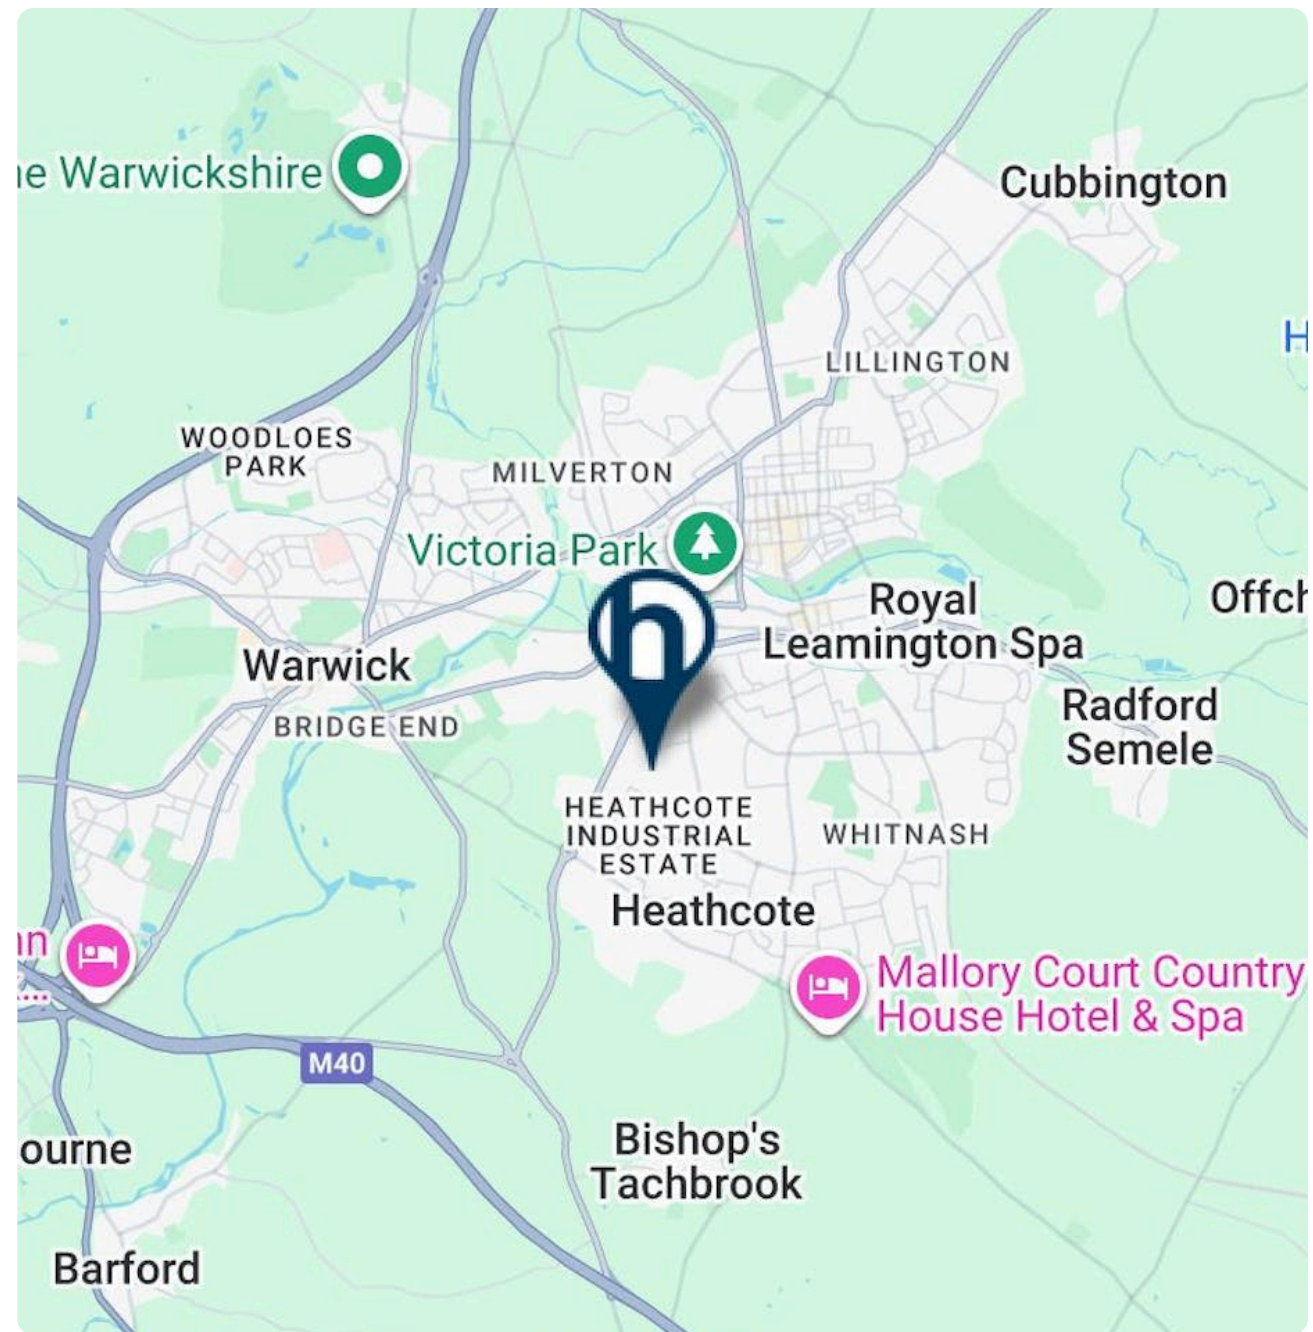 Warwickshire
Cubbington
H
LILLINGTON
WOODLOES
PARK
MILVERTON
Victoria Park
h
Royal
Leamington Spa
Offch
Warwick
BRIDGE END
Radford
Semele
HEATHCOTE
INDUSTRIAL
ESTATE
WHITNASH
Heathcote
nn
...
Mallory Court Country
House Hotel & Spa
M40
ourne
Bishop's
Tachbrook
Barford